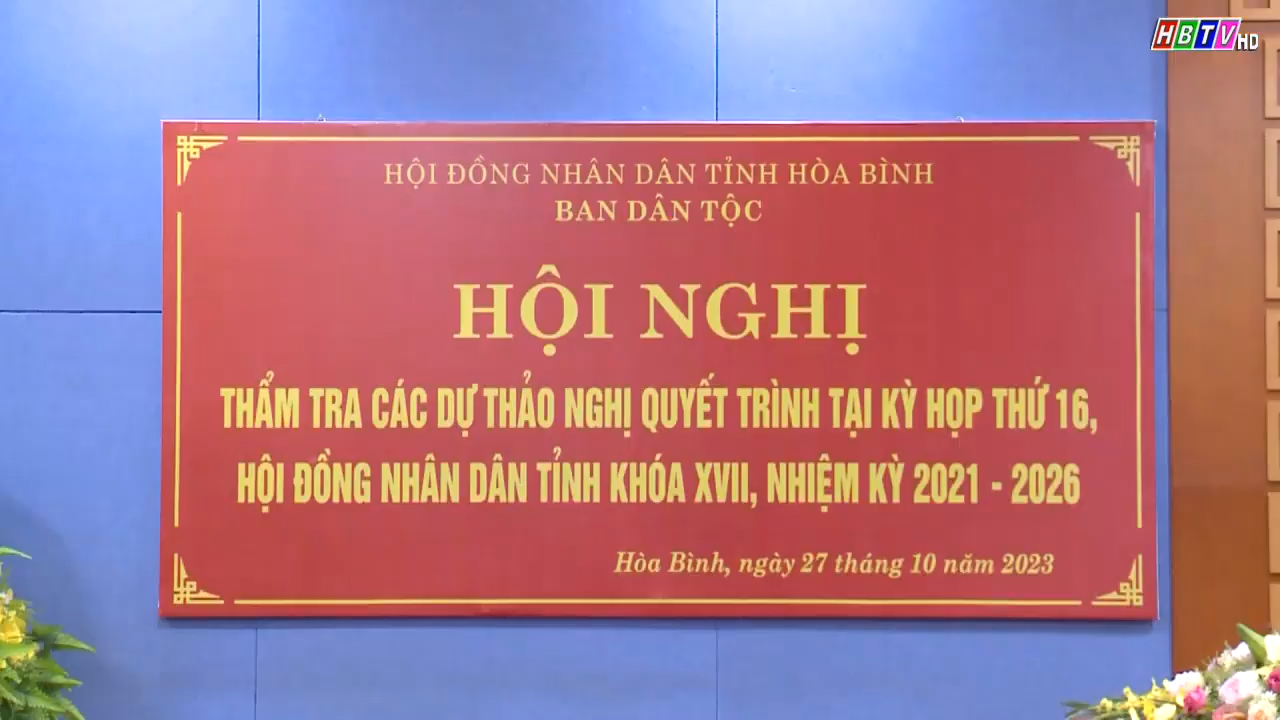 HBTV HD
HỘI ĐỒNG NHÂN DÂN TỈNH HÒA BÌNH
BAN DÂN TỘC
HỘI NGHỊ
THẨM TRA CÁC DỰ THẢO NGHỊ QUYẾT TRÌNH TẠI KỲ HỌP THỨ 16,
HỘI ĐỒNG NHÂN DÂN TỈNH KHÓA XVII, NHIỆM KỲ 2021 - 2026
Hòa Bình, ngày 27 tháng 10 năm 2023